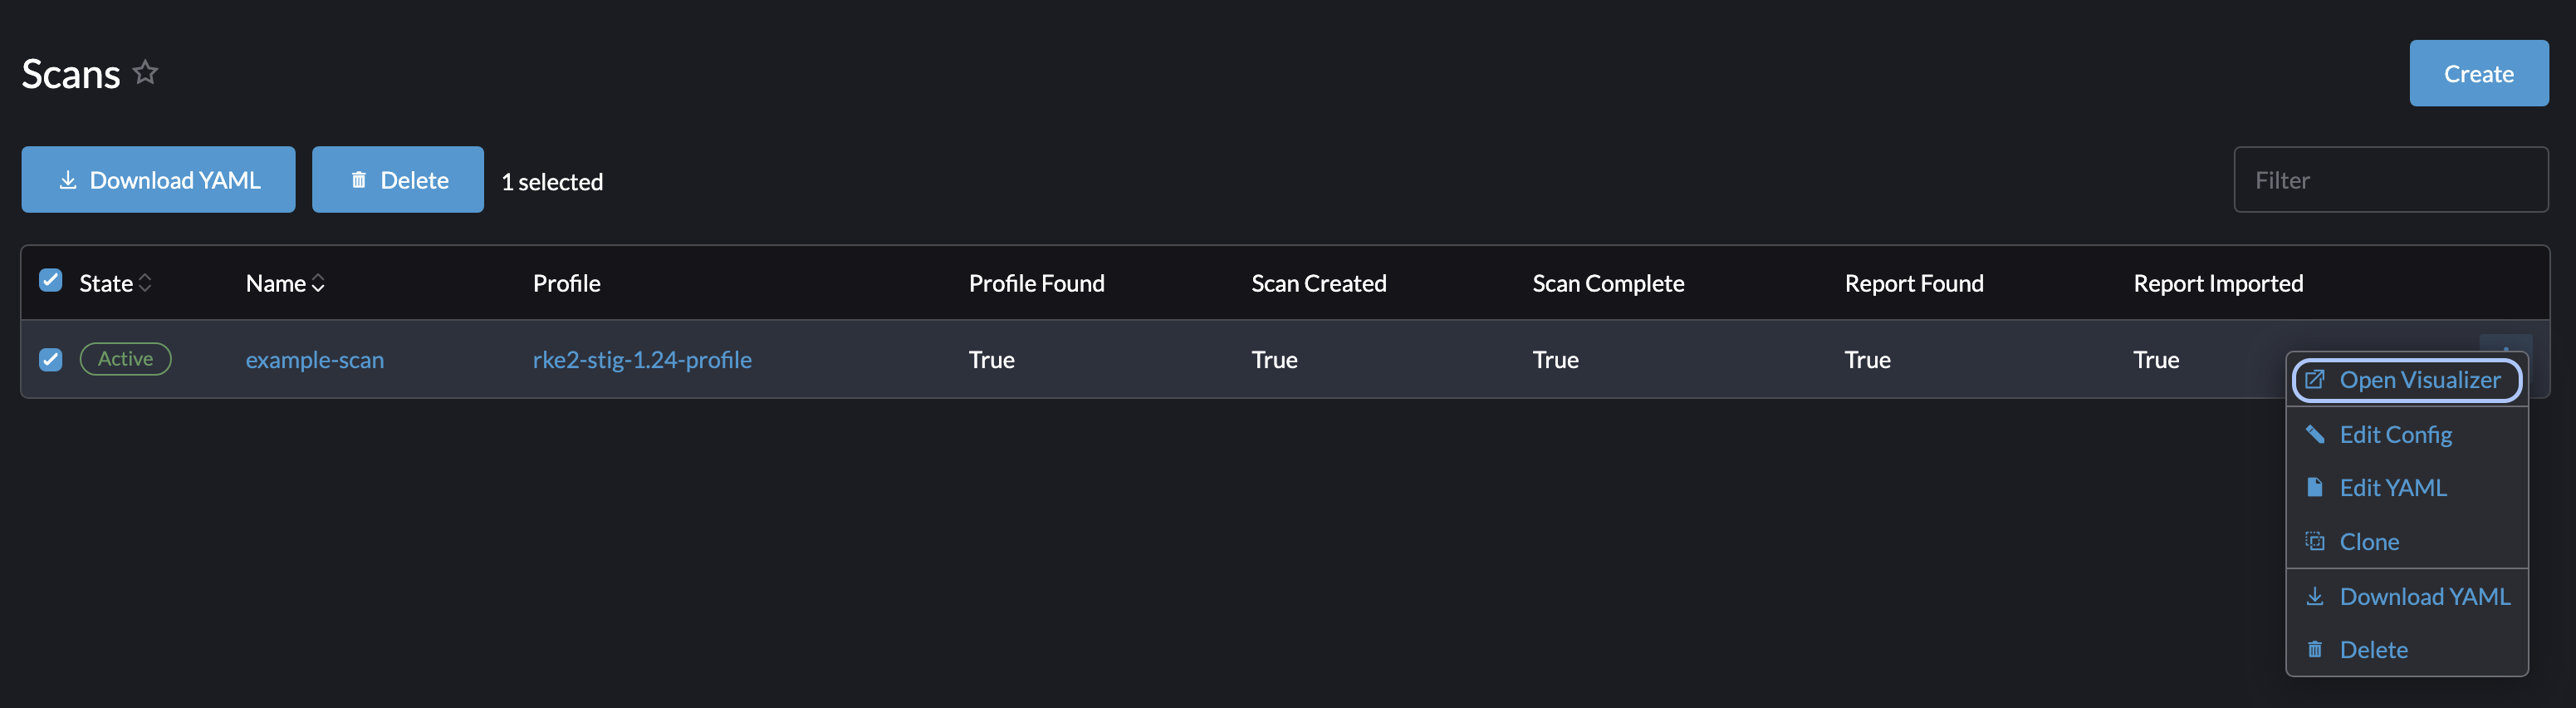 Scans
Create
Download YAML Delete 1 selected Filter
State Name Profile Profile Found Scan Created Scan Complete Report Found Report Imported
Active example-scan rke2-stig-1.24-profile True True True True True
Open Visualizer
Edit Config
Edit YAML
Clone
Download YAML
Delete